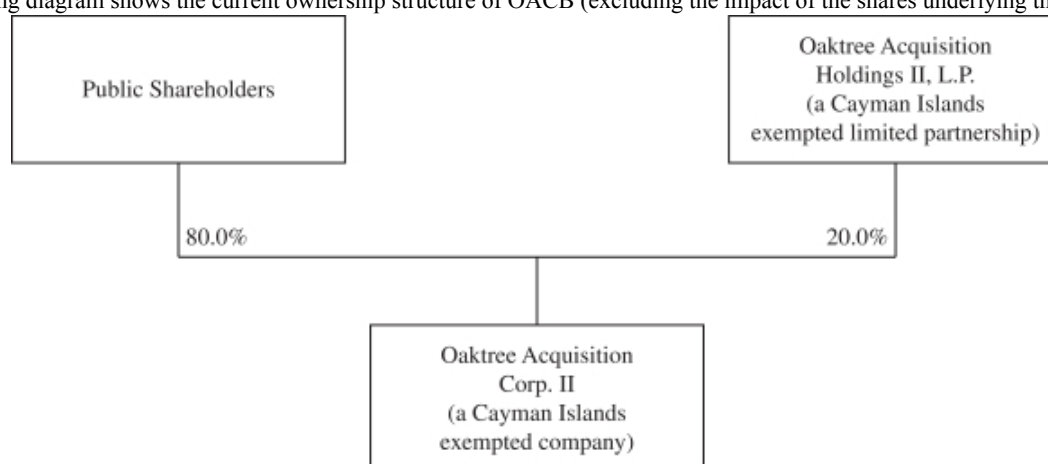 ng diagram shows the current ownership structure of OACB (excluding the impact of the shares underlying th
Public Shareholders
Oaktree Acquisition
Holdings II, L.P.
(a Cayman Islands
exempted limited partnership)
80.0%
20.0%
Oaktree Acquisition
Corp. II
(a Cayman Islands
exempted company)